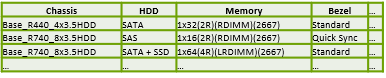 Chassis HDD Memory Bezel ...
Base_R440_4x3.5HDD SATA 1x32(2R)(RDIMM)(2667) Standard ...
Base_R740_8x3.5HDD SAS 1x16(2R)(RDIMM)(2667) Quick Sync ...
Base_R740_8x3.5HDD SATA + SSD 1x64(4R)(LRDIMM)(2667) Standard ...
... ... ... ... ...